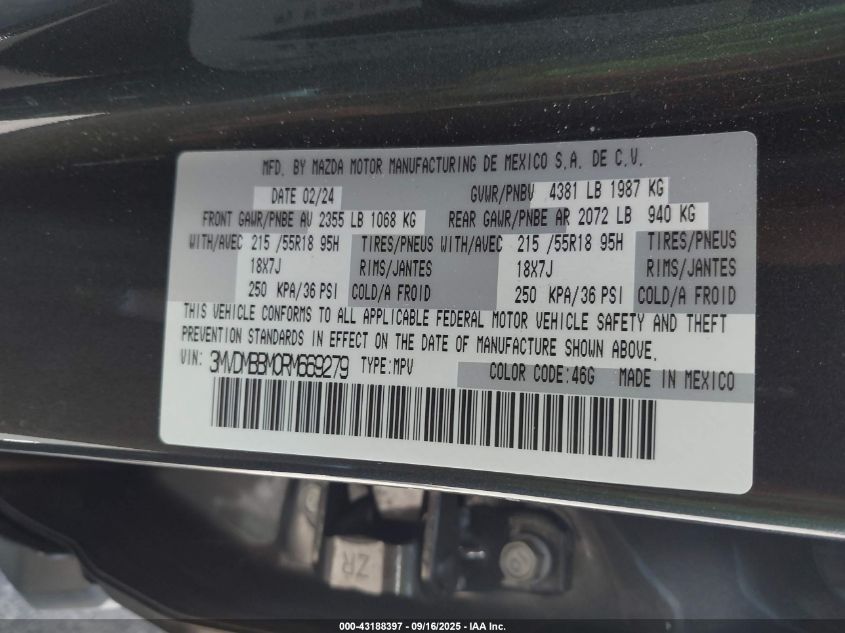 MFD. BY MAZDA MOTOR MANUFACTURING DE MEXICO S.A. DE C.V.
DATE 02/24 GVWR/PNBV 4381 LB 1987 KG
FRONT GAWR/PNBE AV 2355 LB 1068 KG REAR GAWR/PNBE AR 2072 LB 940 KG
WITH/AVEC 215 /55R18 95H TIRES/PNEUS WITH/AVEC 215 /55R18 95H TIRES/PNEUS
18X7J RIMS/JANTES 18X7J RIMS/JANTES
250 KPA/36 PSI COLD/A FROID 250 KPA/36 PSI COLD/A FROID
THIS VEHICLE CONFORMS TO ALL APPLICABLE FEDERAL MOTOR VEHICLE SAFETY AND THEFT
PREVENTION STANDARDS IN EFFECT ON THE DATE OF MANUFACTURE SHOWN ABOVE.
VIN: 3MVDMBBM0RM669279 TYPE:MPV COLOR CODE:46G MADE IN MEXICO
ZR
000-43188397 - 09/16/2025 - IAA Inc.